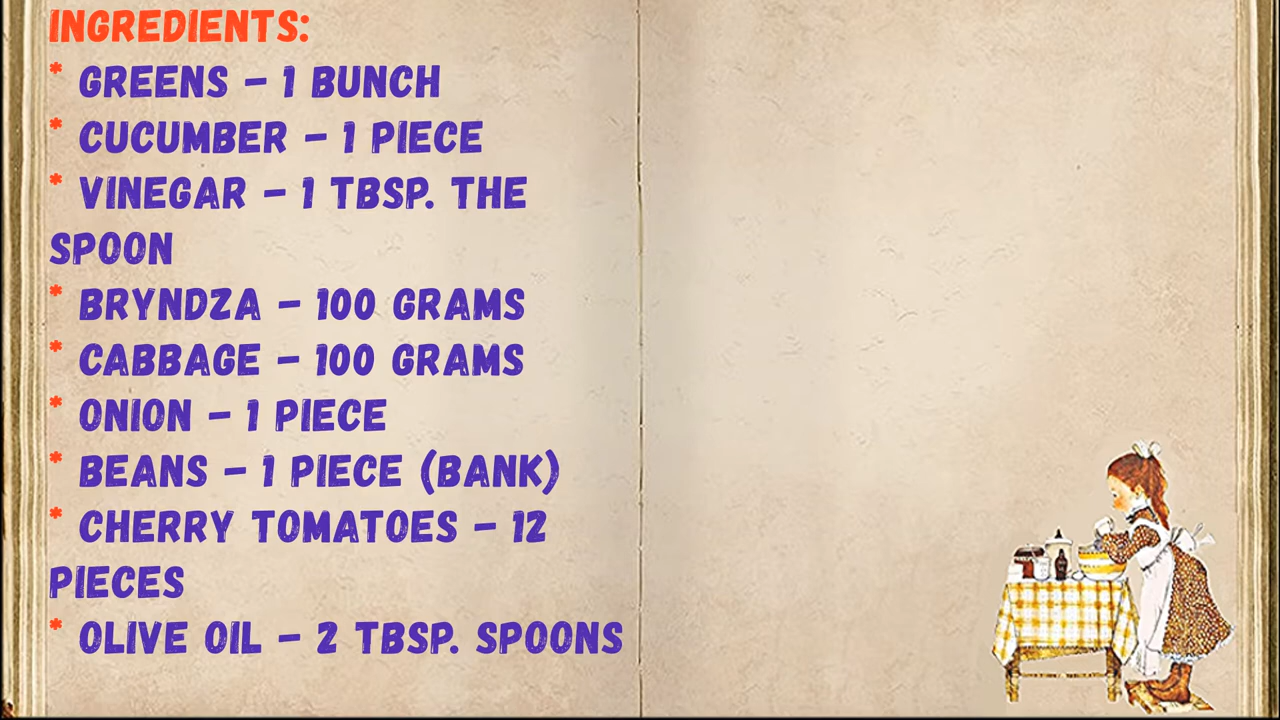 INGREDIENTS:
* GREENS – 1 BUNCH
* CUCUMBER – 1 PIECE
* VINEGAR – 1 TBSP. THE
SPOON
* BRYNDZA – 100 GRAMS
* CABBAGE – 100 GRAMS
* ONION – 1 PIECE
* BEANS – 1 PIECE (BANK)
* CHERRY TOMATOES – 12
PIECES
* OLIVE OIL – 2 TBSP. SPOONS